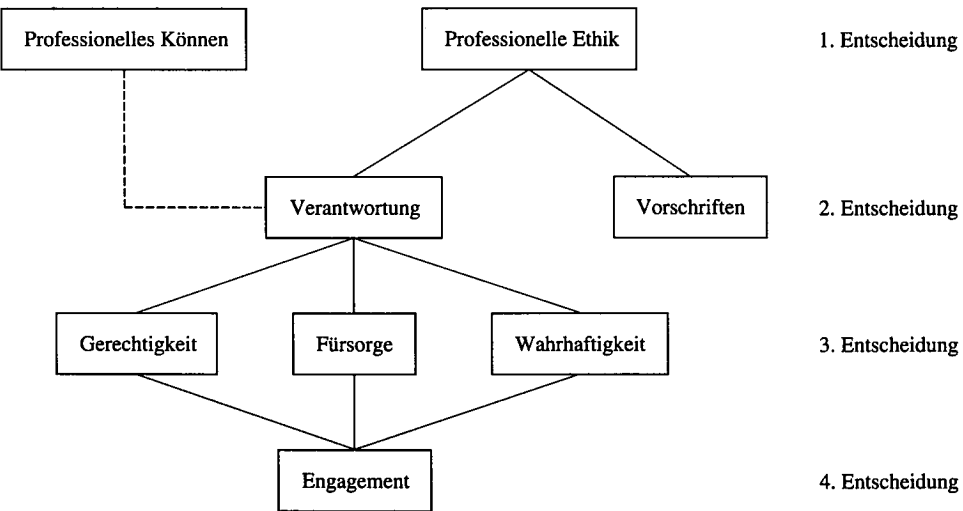 Professionelles Können
Professionelle Ethik
1. Entscheidung
Verantwortung
Vorschriften
2. Entscheidung
Gerechtigkeit
Fürsorge
Wahrhaftigkeit
3. Entscheidung
Engagement
4. Entscheidung